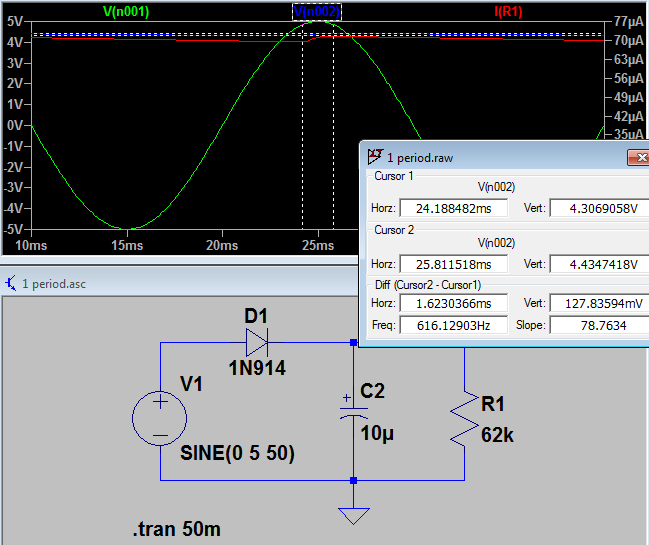 V(n001) V(n002) I(R1)
5V 77µA
4V 70µA
3V 63µA
2V 56µA
1V 49µA
0V 42µA
-1V 35µA
-2V
-3V
-4V
-5V
10ms 15ms 20ms 25ms
1 period.raw
Cursor 1
V(n002)
Horz: 24.188482ms Vert: 4.3069058V
Cursor 2
V(n002)
Horz: 25.811518ms Vert: 4.4347418V
Diff (Cursor2 - Cursor1)
Horz: 1.6230366ms Vert: 127.83594mV
Freq: 616.12903Hz Slope: 78.7634
1 period.asc
D1
1N914
V1
SINE(0 5 50)
C2
10µ
R1
62k
.tran 50m